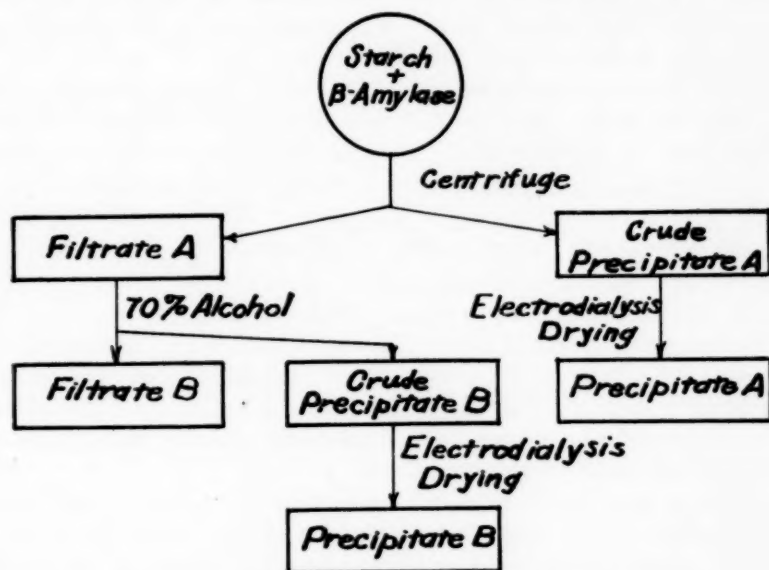 Starch
+
β-Amylase
Centrifuge
Filtrate A
Crude
Precipitate A
70% Alcohol
Electrodialysis
Drying
Filtrate B
Crude
Precipitate B
Precipitate A
Electrodialysis
Drying
Precipitate B